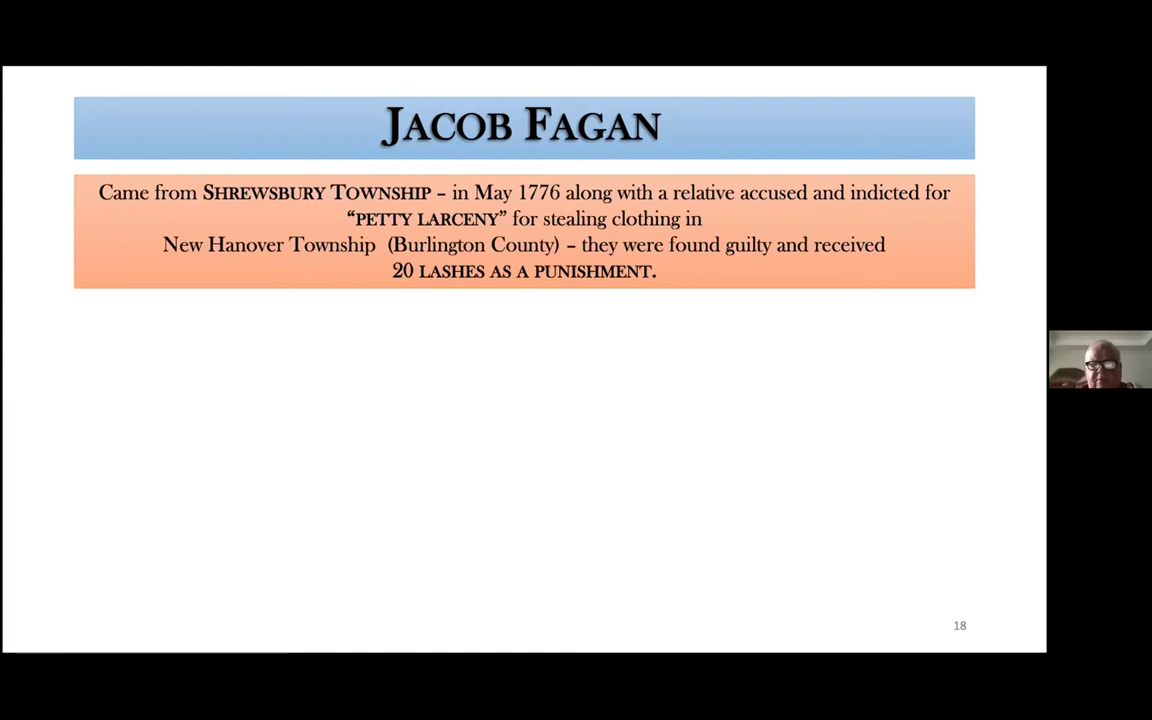 JACOB FAGAN
Came from SHREWSBURY TOWNSHIP – in May 1776 along with a relative accused and indicted for
“PETTY LARCENY” for stealing clothing in
New Hanover Township (Burlington County) – they were found guilty and received
20 LASHES AS A PUNISHMENT.
18